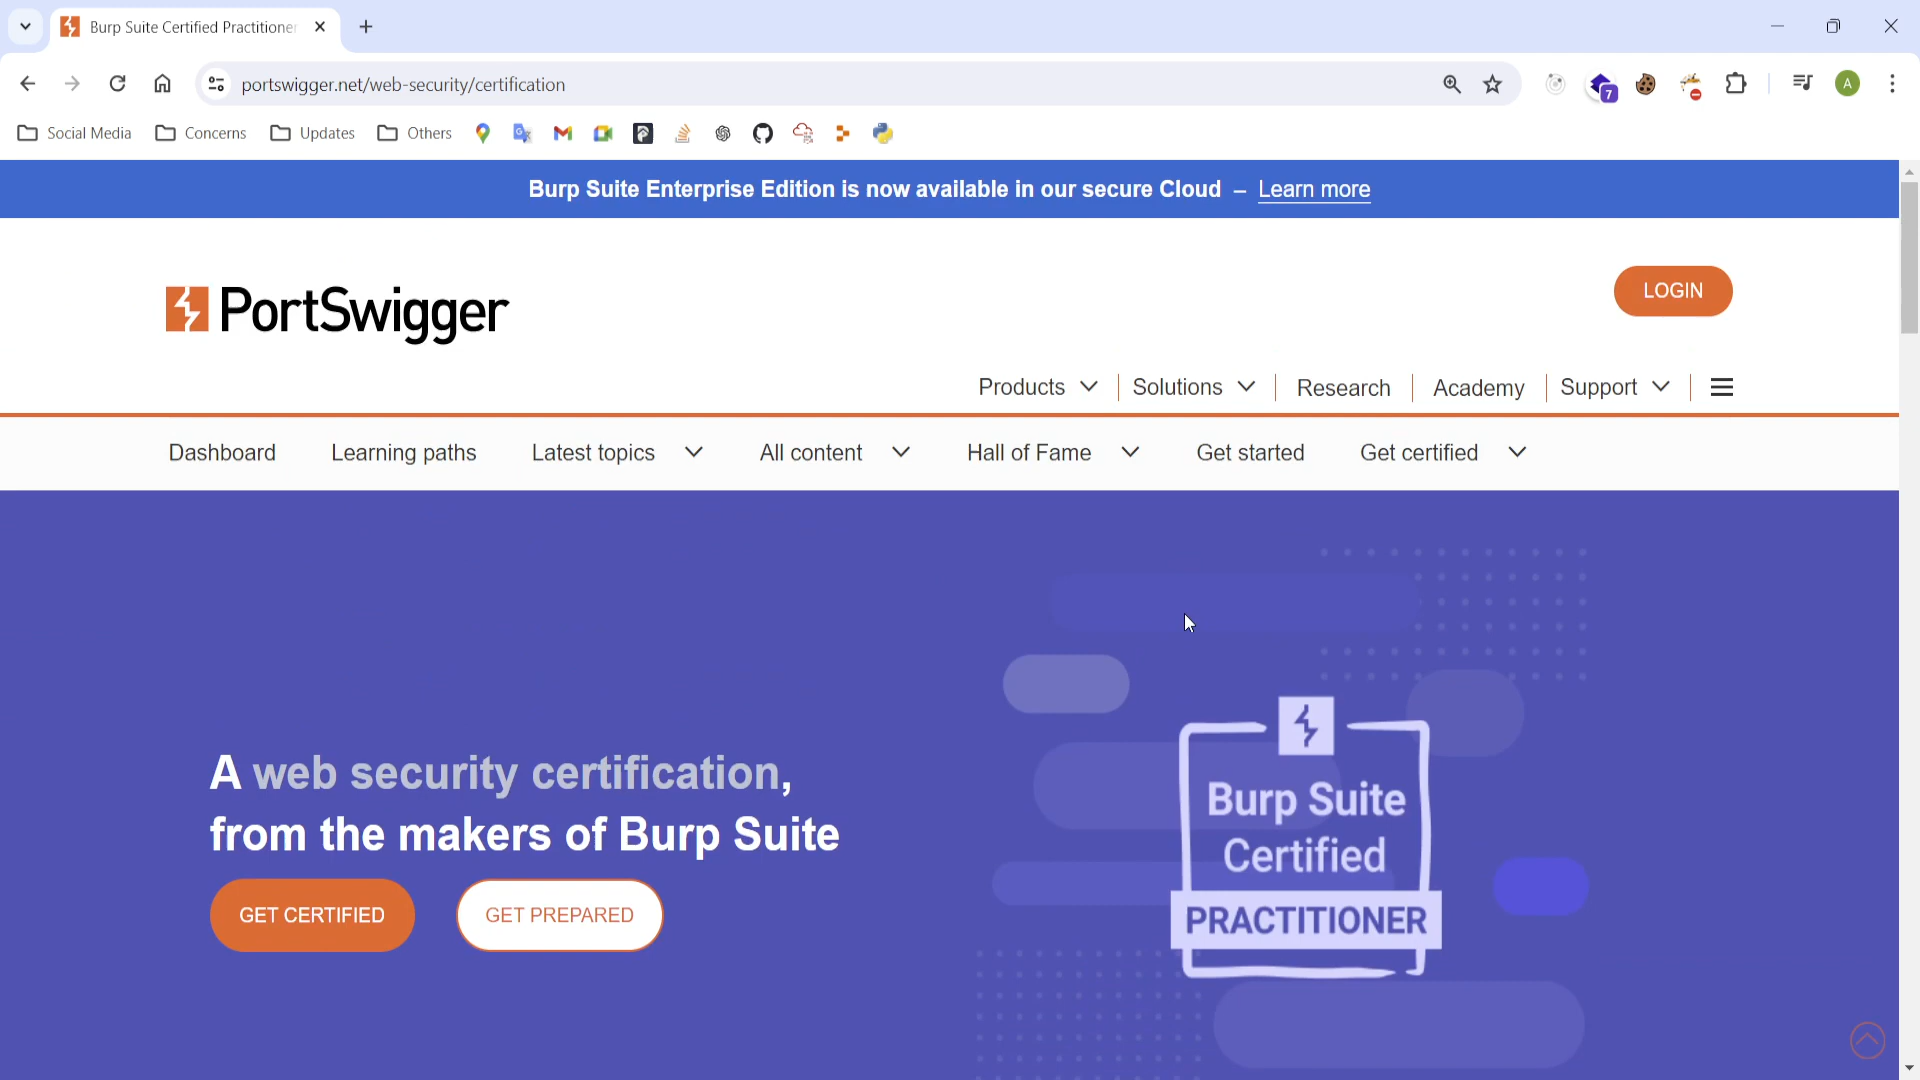 Burp Suite Certified Practitioner
portswigger.net/web-security/certification
7
A
Social Media
Concerns
Updates
Others
Burp Suite Enterprise Edition is now available in our secure Cloud – Learn more
PortSwigger
LOGIN
Products
Solutions
Research
Academy
Support
Dashboard
Learning paths
Latest topics
All content
Hall of Fame
Get started
Get certified
A web security certification,
from the makers of Burp Suite
GET CERTIFIED
GET PREPARED
Burp Suite
Certified
PRACTITIONER